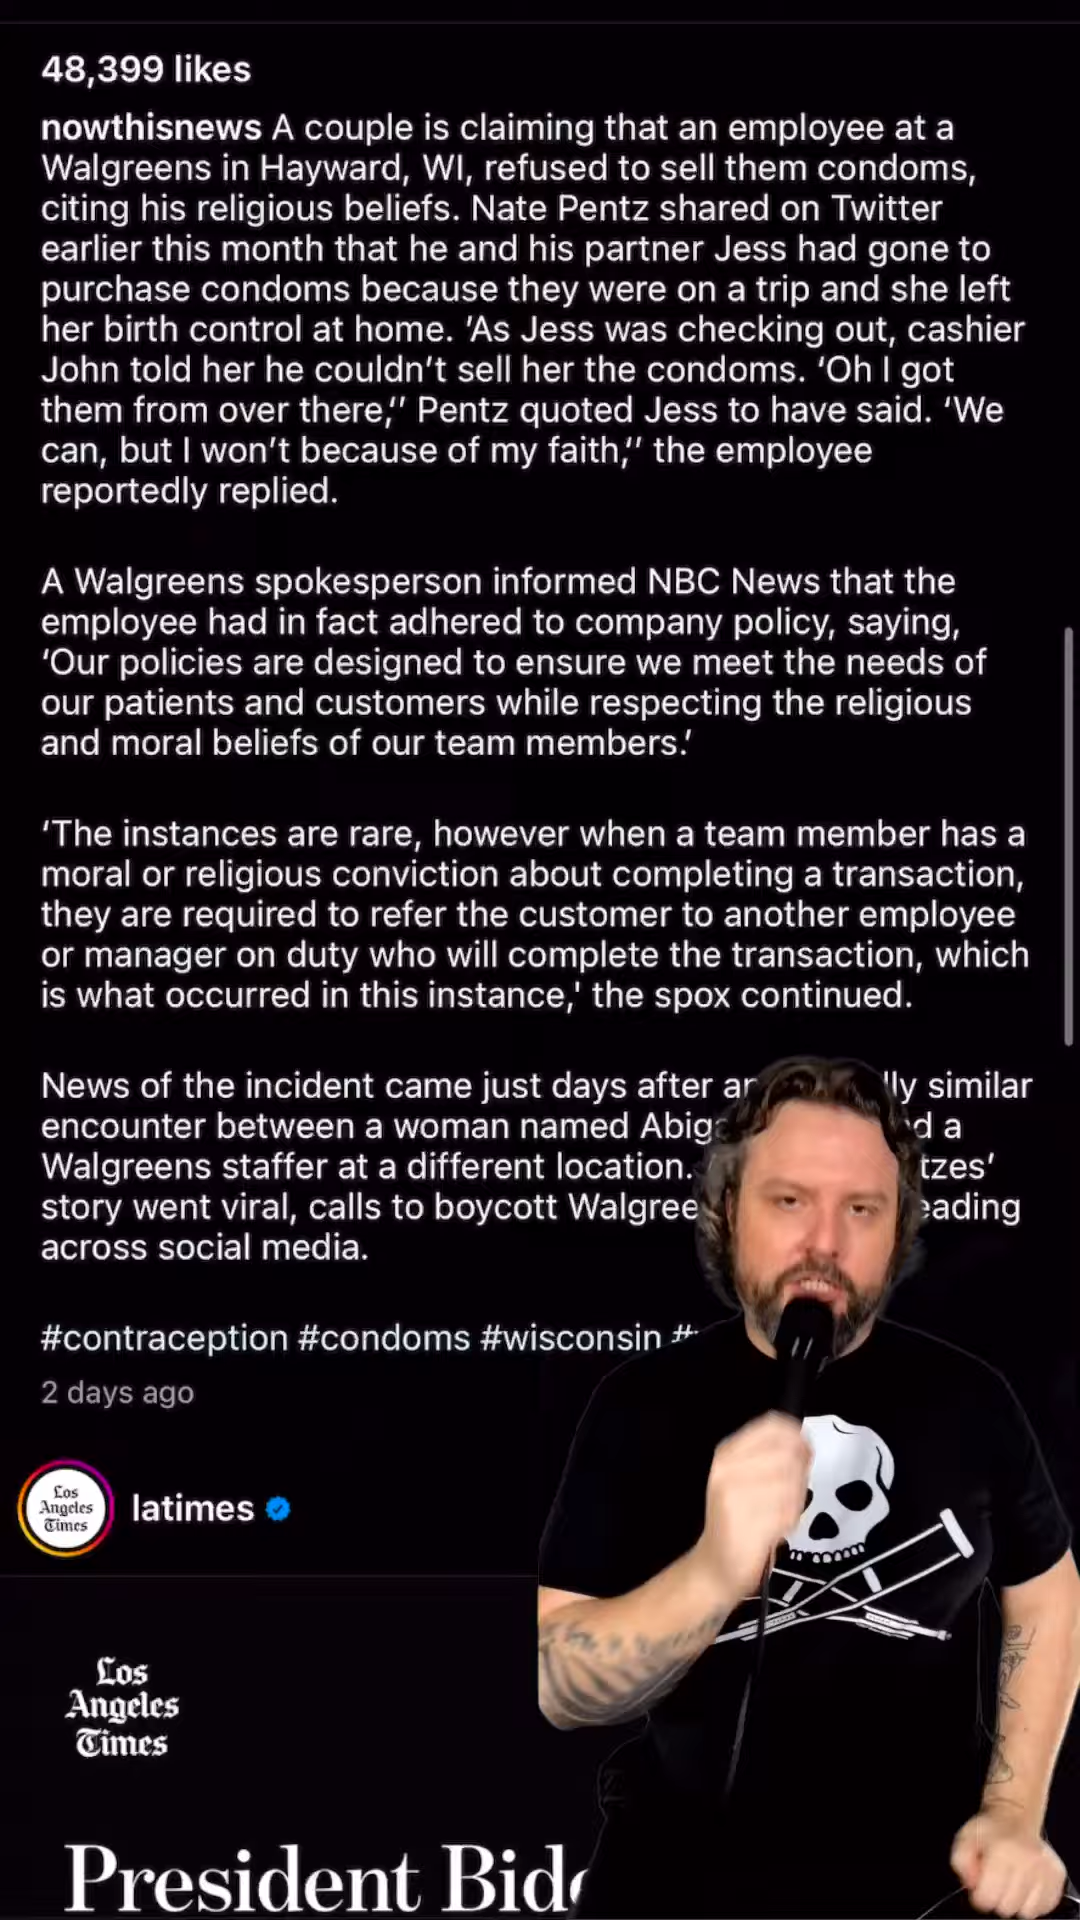 48,399 likes
nowthisnews A couple is claiming that an employee at a
Walgreens in Hayward, WI, refused to sell them condoms,
citing his religious beliefs. Nate Pentz shared on Twitter
earlier this month that he and his partner Jess had gone to
purchase condoms because they were on a trip and she left
her birth control at home. 'As Jess was checking out, cashier
John told her he couldn't sell her the condoms. 'Oh I got
them from over there,'' Pentz quoted Jess to have said. 'We
can, but I won't because of my faith,'' the employee
reportedly replied.
A Walgreens spokesperson informed NBC News that the
employee had in fact adhered to company policy, saying,
'Our policies are designed to ensure we meet the needs of
our patients and customers while respecting the religious
and moral beliefs of our team members.'
'The instances are rare, however when a team member has a
moral or religious conviction about completing a transaction,
they are required to refer the customer to another employee
or manager on duty who will complete the transaction, which
is what occurred in this instance,' the spox continued.
News of the incident came just days after similar
encounter between a woman named a
Walgreens staffer at a different location.
story went viral, calls to boycott
across social media.
#contraception #condoms #wisconsin
2 days ago
Los
Angeles
Times
latimes
Los
Angeles
Times
President